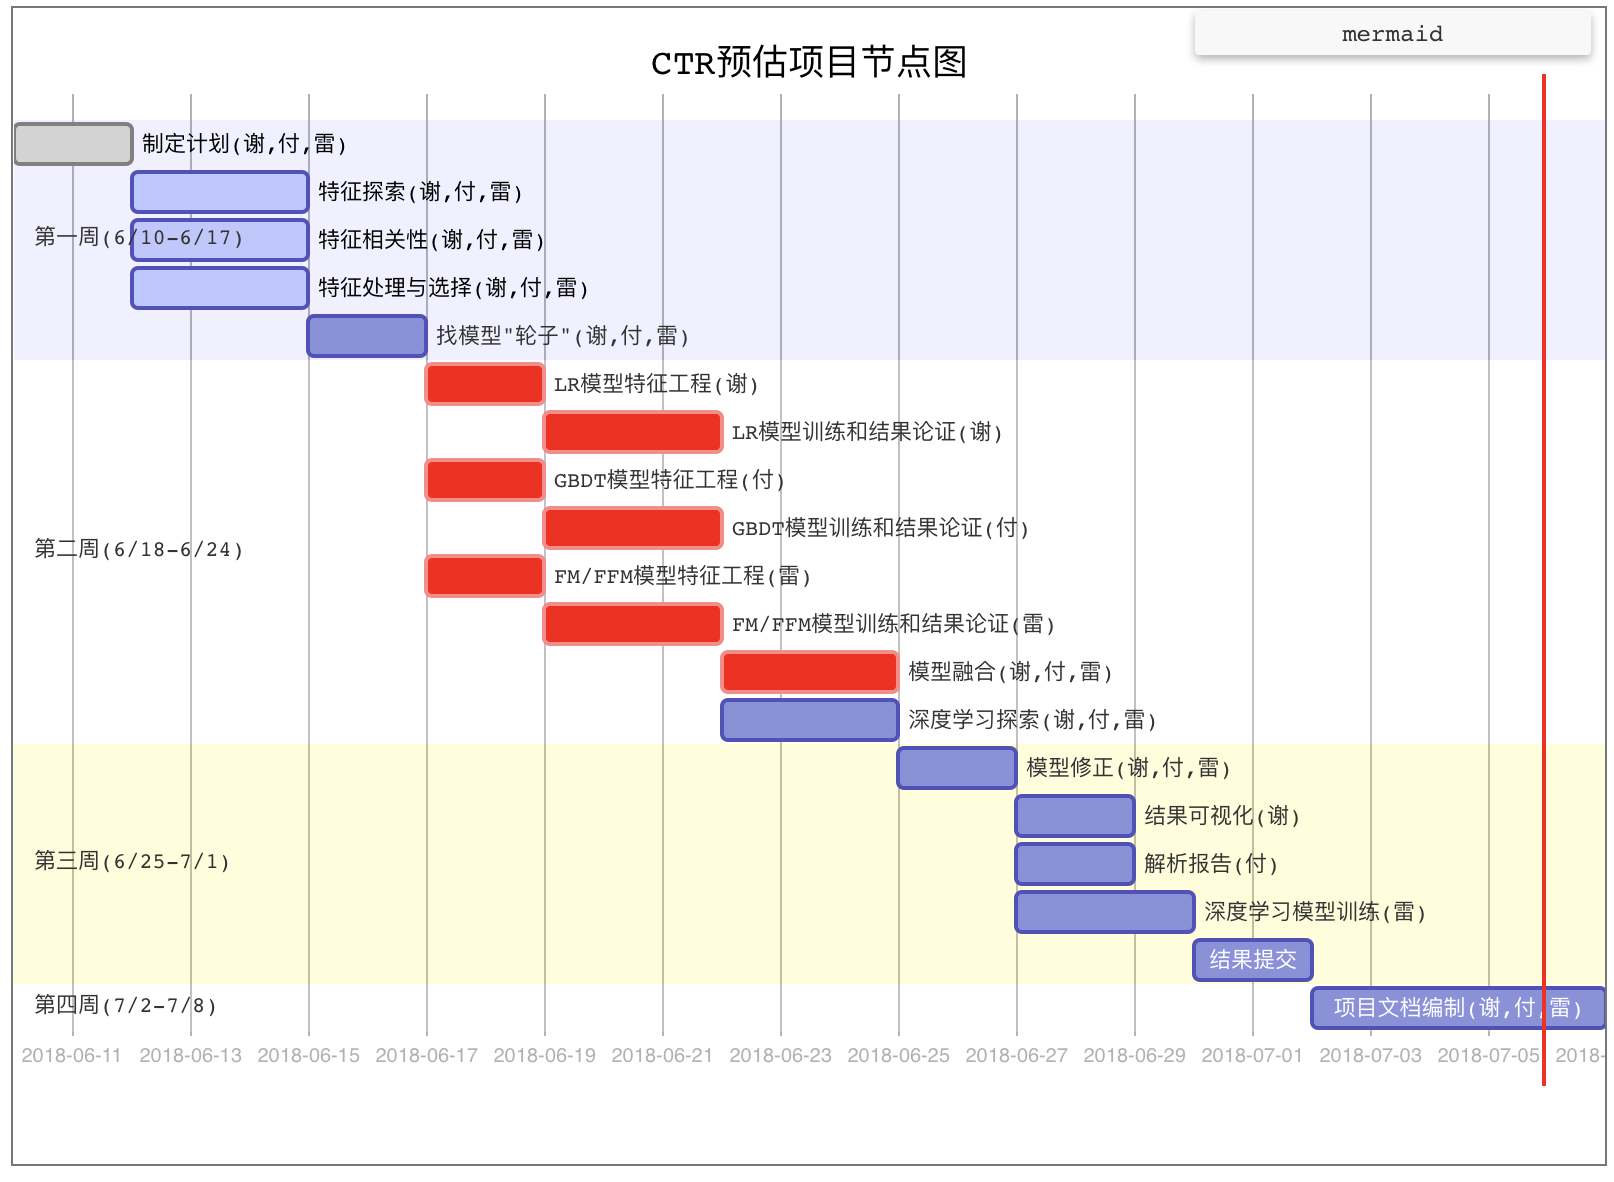 mermaid
CTR预估项目节点图
制定计划(谢,付,雷)
特征探索(谢,付,雷)
第一周(6/10-6/17)
特征相关性(谢,付,雷)
特征处理与选择(谢,付,雷)
找模型"轮子"(谢,付,雷)
LR模型特征工程(谢)
LR模型训练和结果论证(谢)
GBDT模型特征工程(付)
GBDT模型训练和结果论证(付)
第二周(6/18-6/24)
FM/FFM模型特征工程(雷)
FM/FFM模型训练和结果论证(雷)
模型融合(谢,付,雷)
深度学习探索(谢,付,雷)
模型修正(谢,付,雷)
结果可视化(谢)
第三周(6/25-7/1)
解析报告(付)
深度学习模型训练(雷)
结果提交
第四周(7/2-7/8)
项目文档编制(谢,付,雷)
2018-06-11 2018-06-13 2018-06-15 2018-06-17 2018-06-19 2018-06-21 2018-06-23 2018-06-25 2018-06-27 2018-06-29 2018-07-01 2018-07-03 2018-07-05 2018-